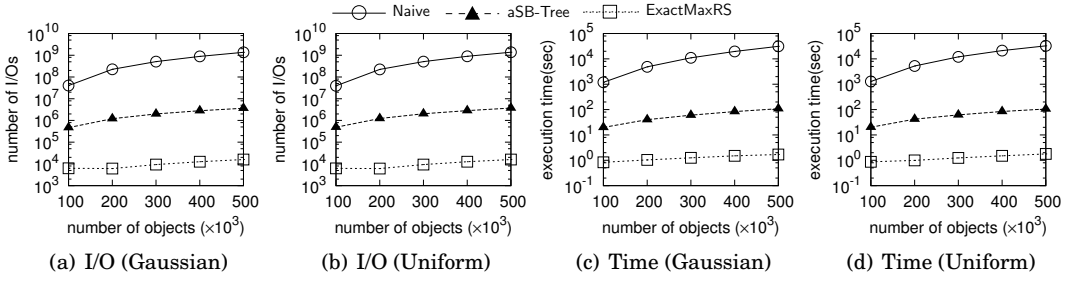 Naive aSB-Tree ExactMaxRS
number of I/Os
10^10
10^9
10^8
10^7
10^6
10^5
10^4
10^3
100 200 300 400 500
number of objects (×10^3)
(a) I/O (Gaussian)
number of I/Os
10^10
10^9
10^8
10^7
10^6
10^5
10^4
10^3
100 200 300 400 500
number of objects (×10^3)
(b) I/O (Uniform)
execution time(sec)
10^5
10^4
10^3
10^2
10^1
10^0
10^-1
100 200 300 400 500
number of objects (×10^3)
(c) Time (Gaussian)
execution time(sec)
10^5
10^4
10^3
10^2
10^1
10^0
10^-1
100 200 300 400 500
number of objects (×10^3)
(d) Time (Uniform)